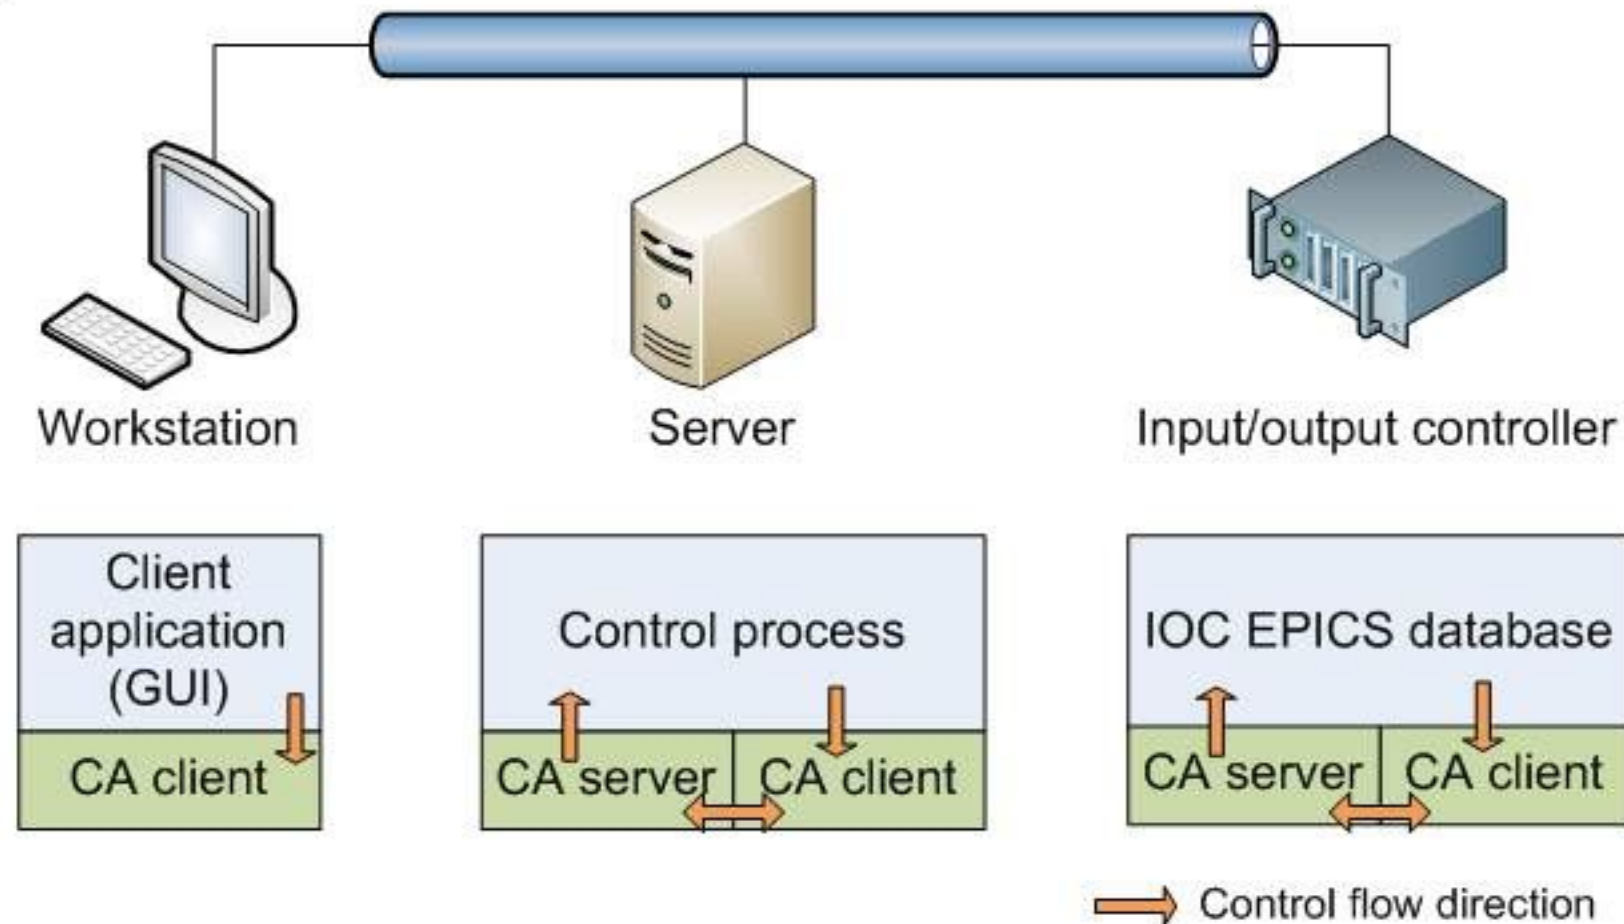 Workstation
Server
Input/output controller
Client
application
(GUI)
CA client
Control process
CA server
CA client
IOC EPICS database
CA server
CA client
Control flow direction